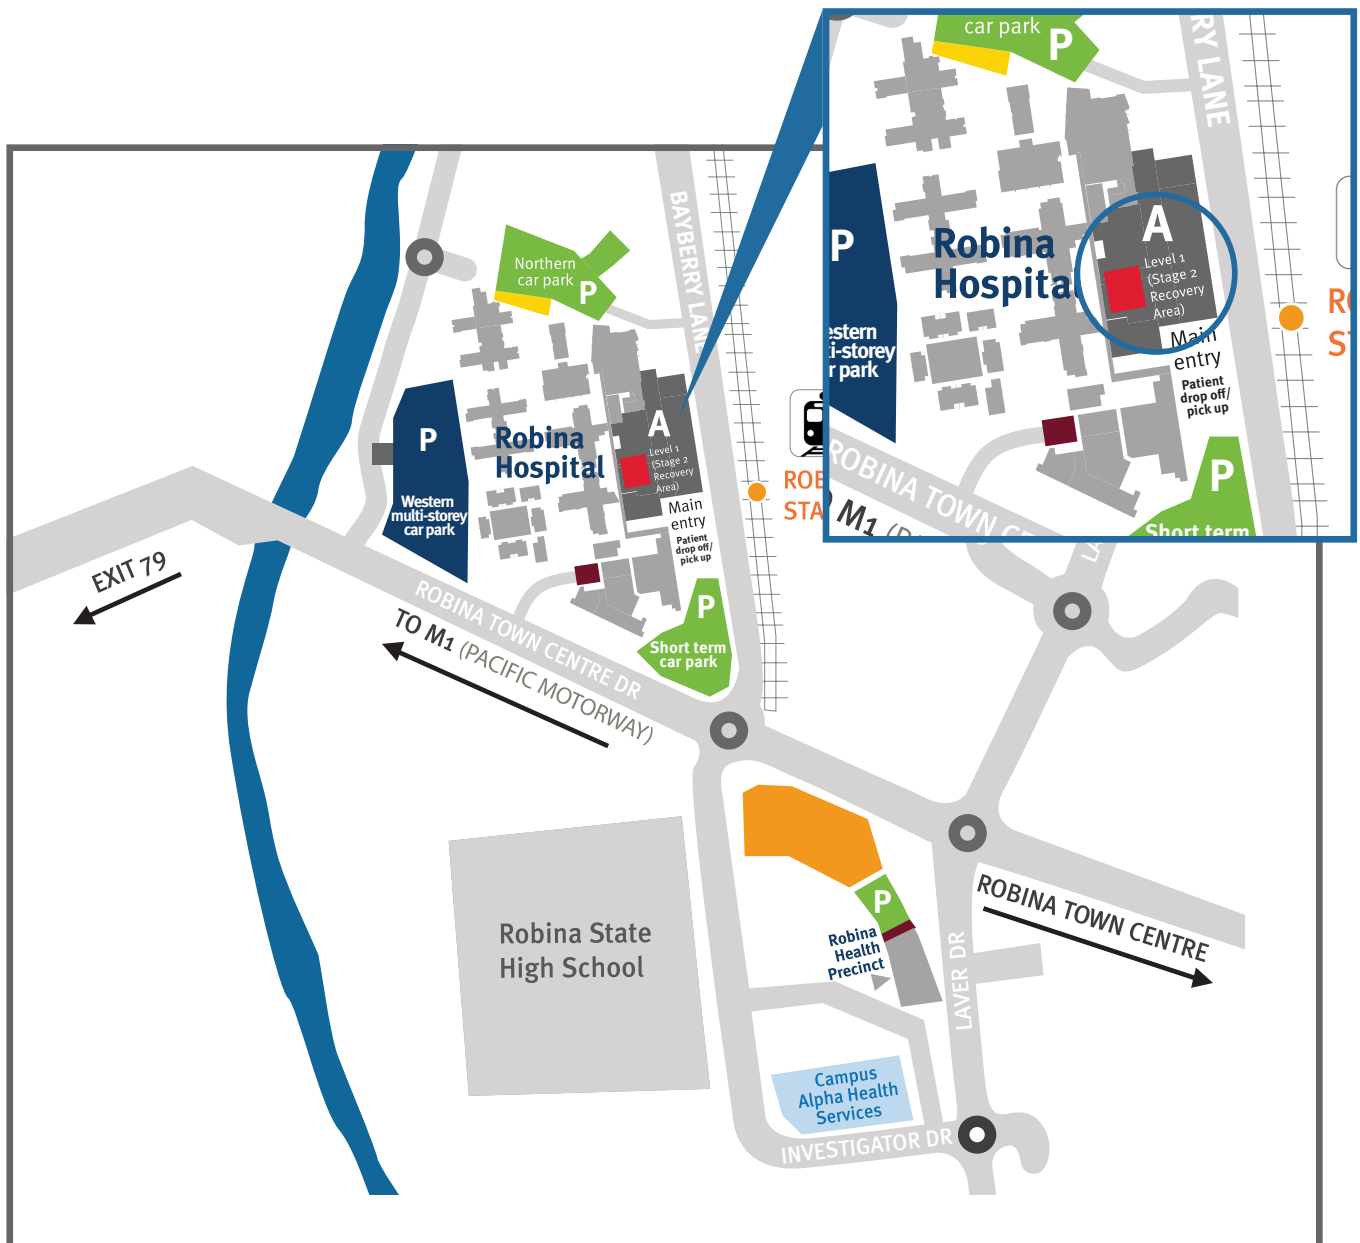 Northern
car park
P
BAYBERRY LANE
P
Western
multi-storey
car park
Robina
Hospital
A
Level 1
(Stage 2
Recovery
Area)
Main
entry
Patient
drop off/
pick up
ROB
STA
P
Short term
car park
EXIT 79
ROBINA TOWN CENTRE DR
TO M1 (PACIFIC MOTORWAY)
Robina State
High School
P
Robina
Health
Precinct
ROBINA TOWN CENTRE
LAVER DR
Campus
Alpha Health
Services
INVESTIGATOR DR
car park
P
RY LANE
P
estern
i-storey
r park
Robina
Hospital
A
Level 1
(Stage 2
Recovery
Area)
Main
entry
Patient
drop off/
pick up
RO
ST
P
Short term
ROBINA TOWN CE
M1
LA